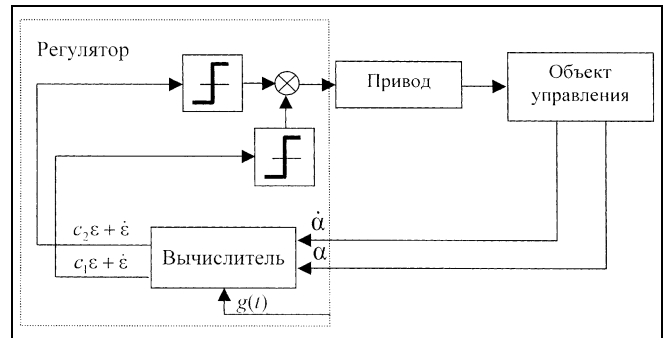 Регулятор
Привод
Объект
управления
c₂ε + ε̇
c₁ε + ε̇
Вычислитель
α̇
α
g(t)